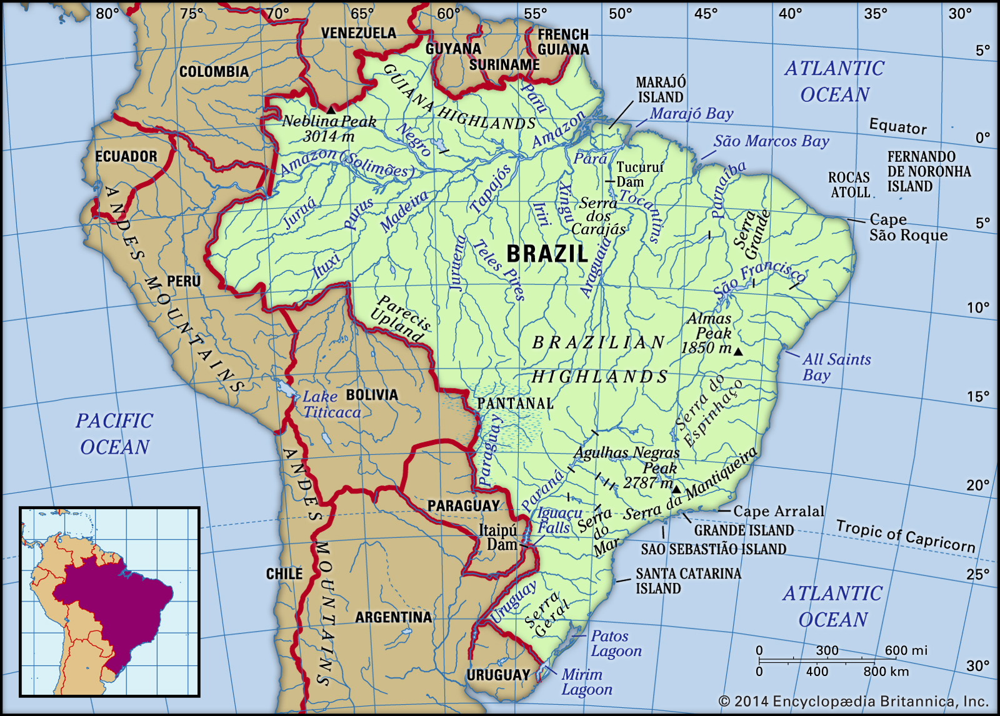 80°
75°
70°
65°
60°
55°
50°
45°
40°
35°
30°
VENEZUELA
GUYANA
SURINAME
FRENCH
GUIANA
COLOMBIA
5°
ATLANTIC
OCEAN
GUIANA HIGHLANDS
Paru
MARAJÓ
ISLAND
Marajó Bay
Neblina Peak
3014 m
Negro
Amazon
Equator
0°
São Marcos Bay
ECUADOR
Amazon (Solimões)
Pará
Tucuruí
Dam
FERNANDO
DE NORONHA
ISLAND
ROCAS
ATOLL
ANDES MOUNTAINS
Juruá
Purus
Madeira
Tapajós
Iriri
Xingu
Serra
dos
Carajás
Tocantins
Parnaíba
Serra
Grande
Cape
São Roque
5°
BRAZIL
Ituxi
Juruena
Teles Pires
Araguaia
São Francisco
PERU
Parecis
Upland
10°
Almas
Peak
1850 m
BRAZILIAN
HIGHLANDS
All Saints
Bay
Lake
Titicaca
BOLIVIA
PANTANAL
Serra do
Espinhaço
15°
PACIFIC
OCEAN
Paraguay
Agulhas Negras
Peak
2787 m
ANDES MOUNTAINS
Paraná
Serra da Mantiqueira
20°
PARAGUAY
Iguaçu
Falls
Itaipú
Dam
Serra
do
Mar
Cape Arralal
GRANDE ISLAND
SAO SEBASTIÃO ISLAND
Tropic of Capricorn
CHILE
SANTA CATARINA
ISLAND
25°
Uruguay
Serra
Geral
ATLANTIC
OCEAN
ARGENTINA
Patos
Lagoon
URUGUAY
Mirim
Lagoon
0 300 600 mi
0 400 800 km
30°
© 2014 Encyclopædia Britannica, Inc.